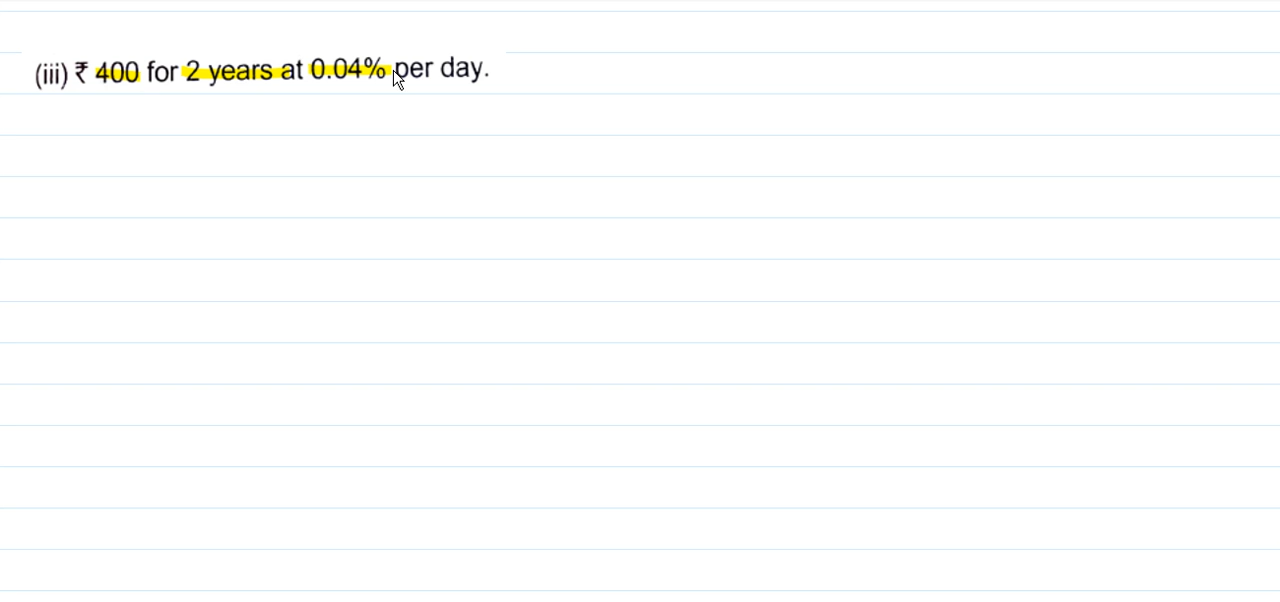 (iii) ₹ 400 for 2 years at 0.04% per day.